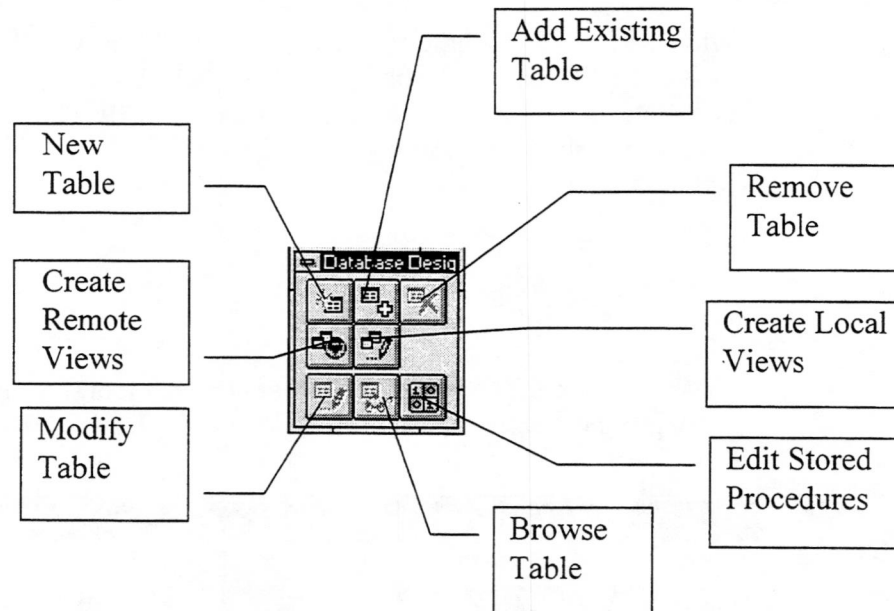 Add Existing
Table
New
Table
Remove
Table
Database Desig
Create
Remote
Views
Create Local
Views
Modify
Table
Edit Stored
Procedures
Browse
Table